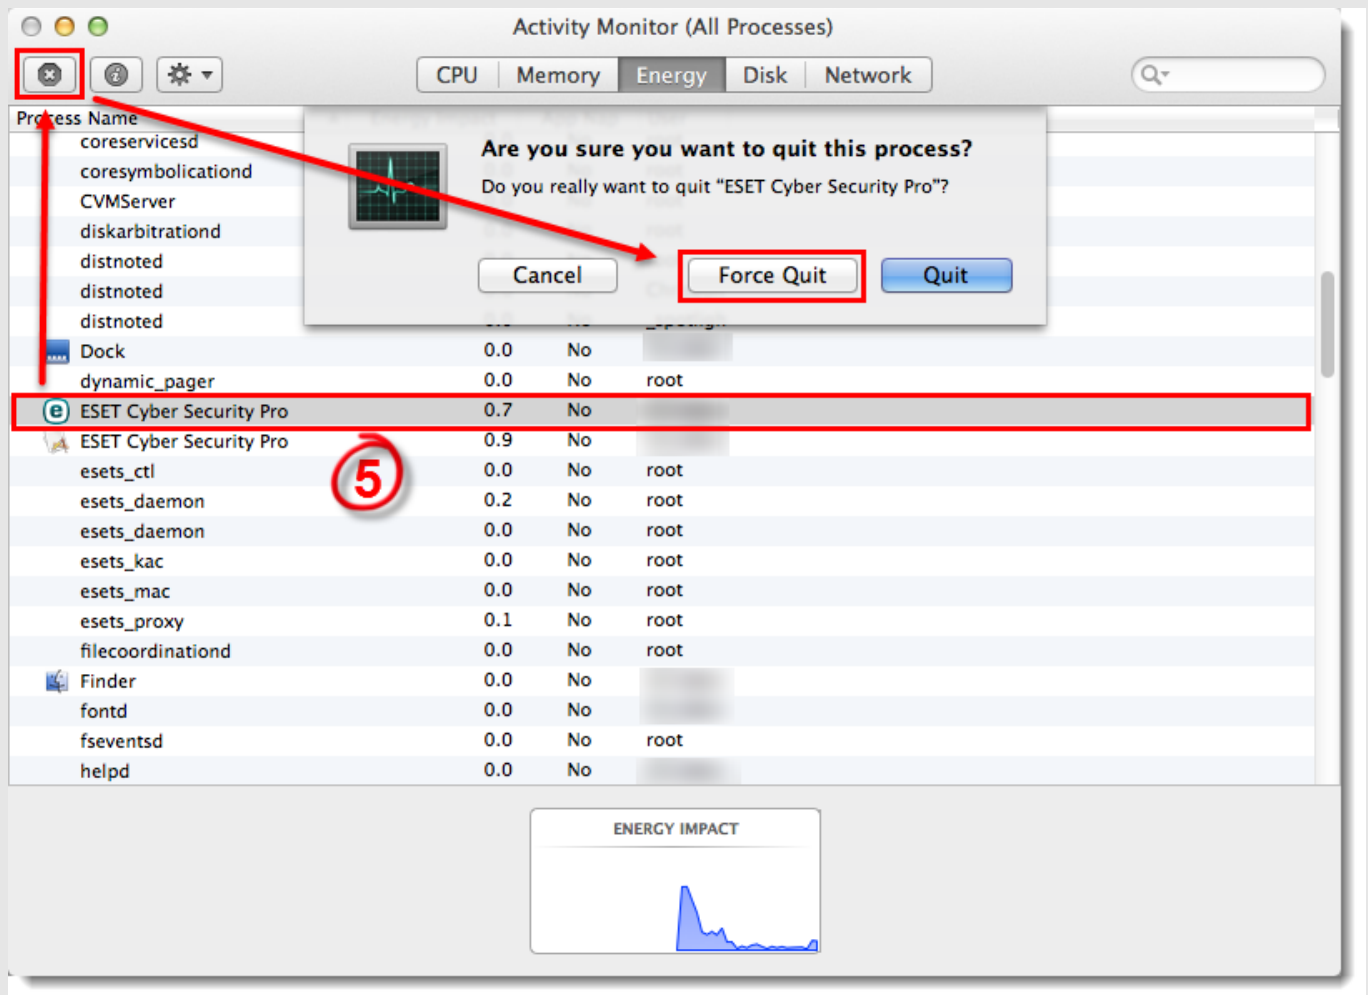 Activity Monitor (All Processes)
CPU Memory Energy Disk Network
Process Name
Are you sure you want to quit this process?
Do you really want to quit “ESET Cyber Security Pro”?
Cancel Force Quit Quit
coreservicesd
coresymbolicationd
CVMServer
diskarbitrationd
distnoted
distnoted
distnoted
Dock 0.0 No
dynamic_pager 0.0 No root
ESET Cyber Security Pro 0.7 No
ESET Cyber Security Pro 0.9 No
5
esets_ctl 0.0 No root
esets_daemon 0.2 No root
esets_daemon 0.0 No root
esets_kac 0.0 No root
esets_mac 0.0 No root
esets_proxy 0.1 No root
filecoordinationd 0.0 No root
Finder 0.0 No
fontd 0.0 No
fseventsd 0.0 No root
helpd 0.0 No
ENERGY IMPACT